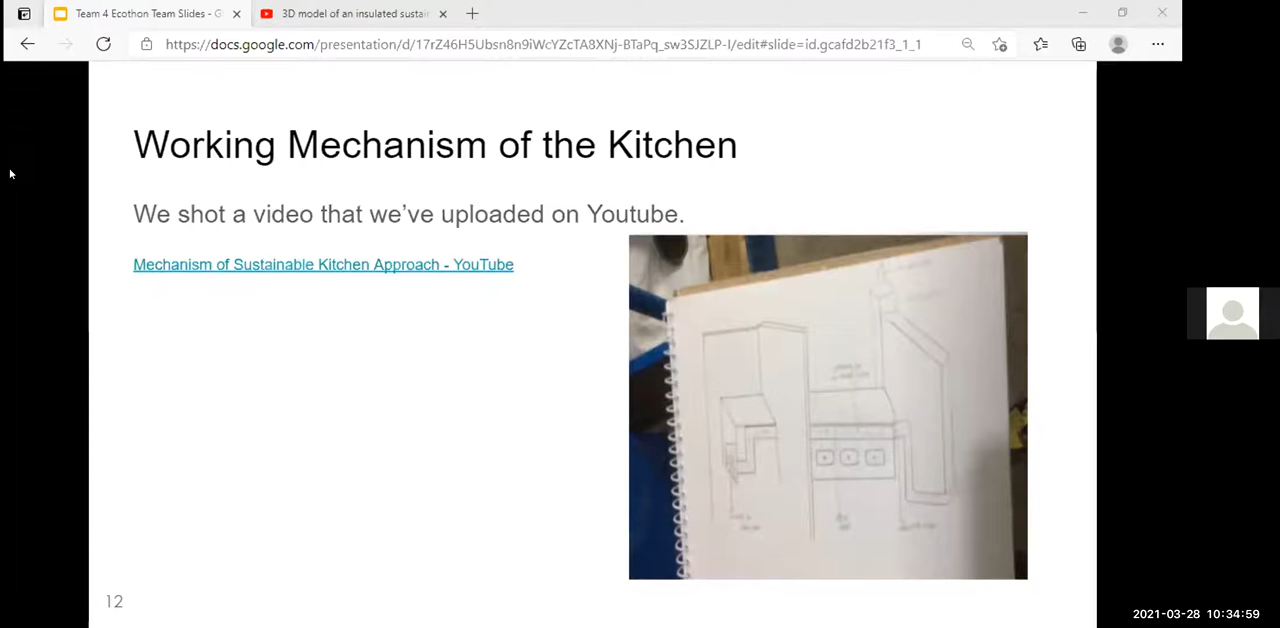 Team 4 Ecothon Team Slides - G
3D model of an insulated sustai
https://docs.google.com/presentation/d/17rZ46H5Ubsn8n9iWcYZcTA8XNj-BTaPq_sw3SJZLP-I/edit#slide=id.gcafd2b21f3_1_1
Working Mechanism of the Kitchen
We shot a video that we’ve uploaded on Youtube.
Mechanism of Sustainable Kitchen Approach - YouTube
12
2021-03-28 10:34:59